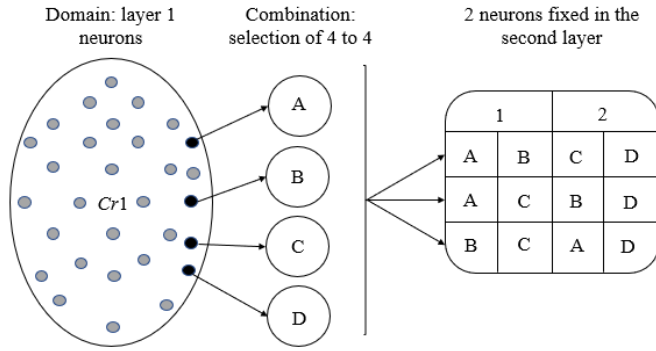 Domain: layer 1
neurons
Combination:
selection of 4 to 4
2 neurons fixed in the
second layer
Cr1
A
B
C
D
1 2
A B C D
A C B D
B C A D